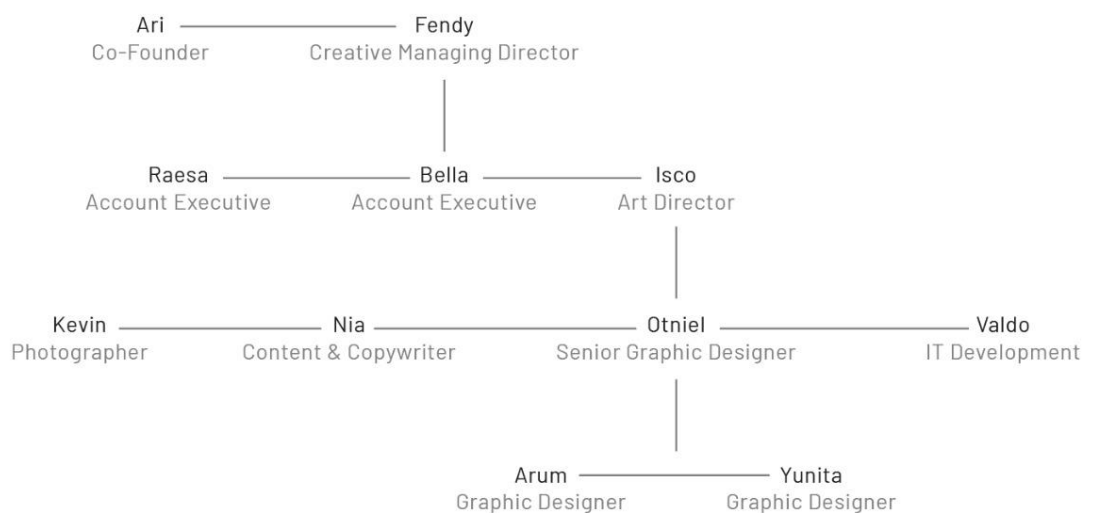 Ari
Fendy
Co-Founder
Creative Managing Director
Raesa
Bella
Isco
Account Executive
Account Executive
Art Director
Kevin
Nia
Otniel
Valdo
Photographer
Content & Copywriter
Senior Graphic Designer
IT Development
Arum
Yunita
Graphic Designer
Graphic Designer